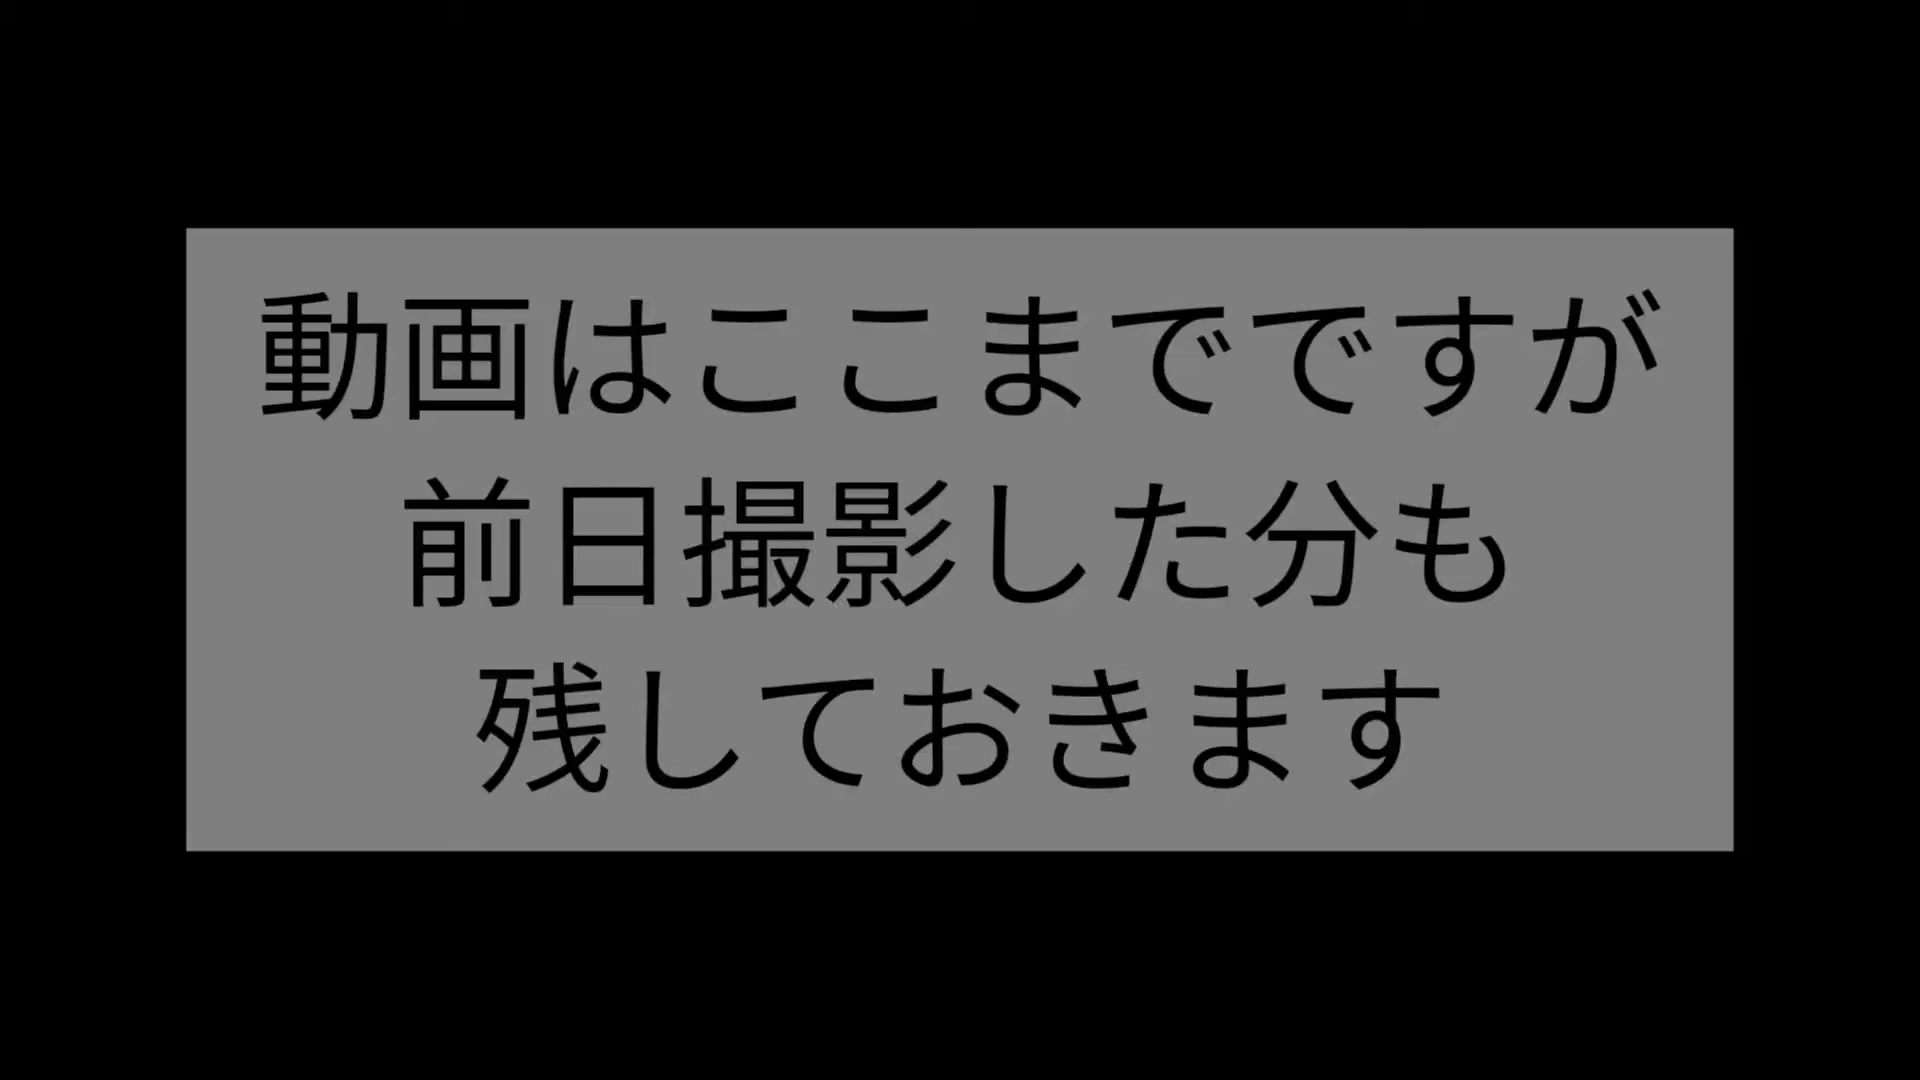 動画はここまでですが
前日撮影した分も
残しておきます